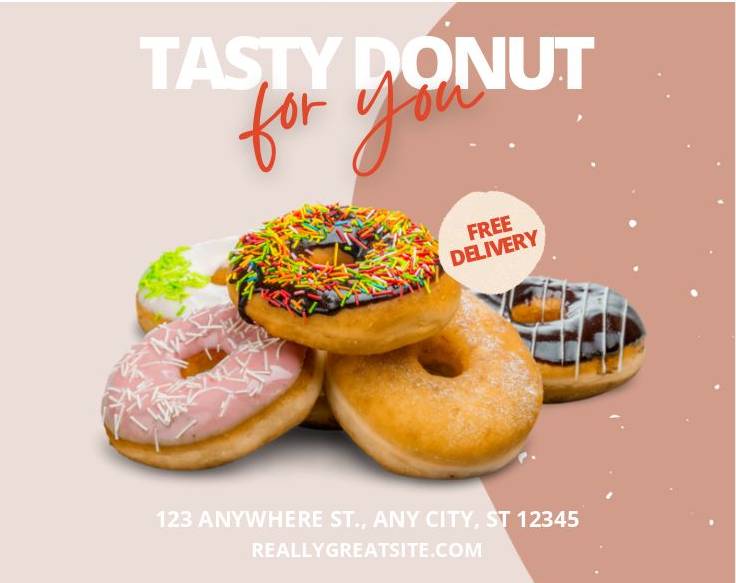 TASTY DONUT
for you
FREE
DELIVERY
123 ANYWHERE ST., ANY CITY, ST 12345
REALLYGREATSITE.COM